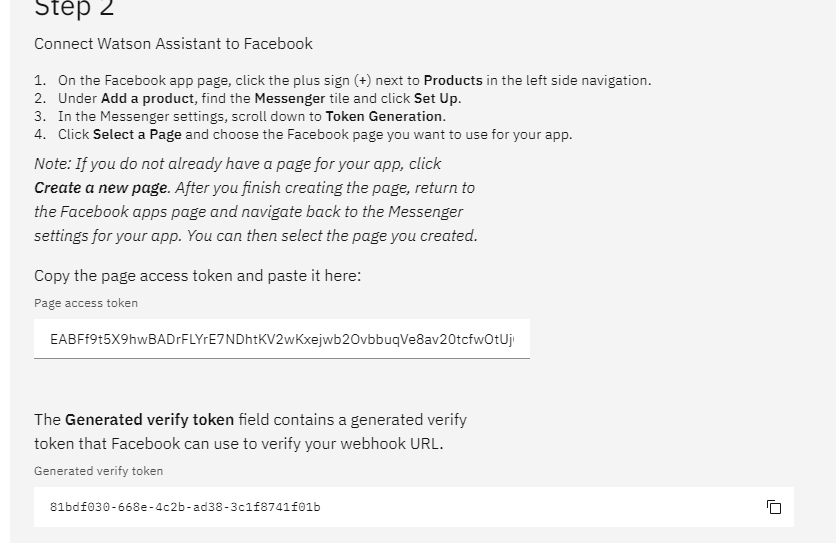 Step 2
Connect Watson Assistant to Facebook
1. On the Facebook app page, click the plus sign (+) next to Products in the left side navigation.
2. Under Add a product, find the Messenger tile and click Set Up.
3. In the Messenger settings, scroll down to Token Generation.
4. Click Select a Page and choose the Facebook page you want to use for your app.
Note: If you do not already have a page for your app, click
Create a new page. After you finish creating the page, return to
the Facebook apps page and navigate back to the Messenger
settings for your app. You can then select the page you created.
Copy the page access token and paste it here:
Page access token
EABFf9t5X9hwBADrFLYrE7NDhtKV2wKxejwb2OvbbuqVe8av20tcfwOtUj
The Generated verify token field contains a generated verify
token that Facebook can use to verify your webhook URL.
Generated verify token
81bdf030-668e-4c2b-ad38-3c1f8741f01b